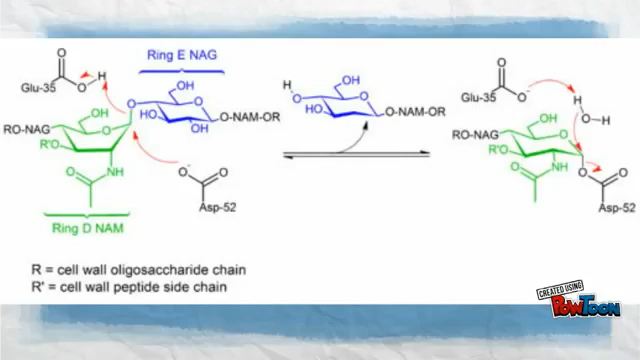 Ring E NAG
O
H
O
Glu-35
OH
RO-NAG
O
R'O
O
NH
O
OH
O
HO
OH
O-NAM-OR
O
O
Asp-52
Ring D NAM
H
O
OH
O
HO
O-NAM-OR
O
Glu-35
O
H
O-H
OH
RO-NAG
O
R'O
O
NH
O
O
Asp-52
R = cell wall oligosaccharide chain
R' = cell wall peptide side chain
CREATED USING
POWTOON